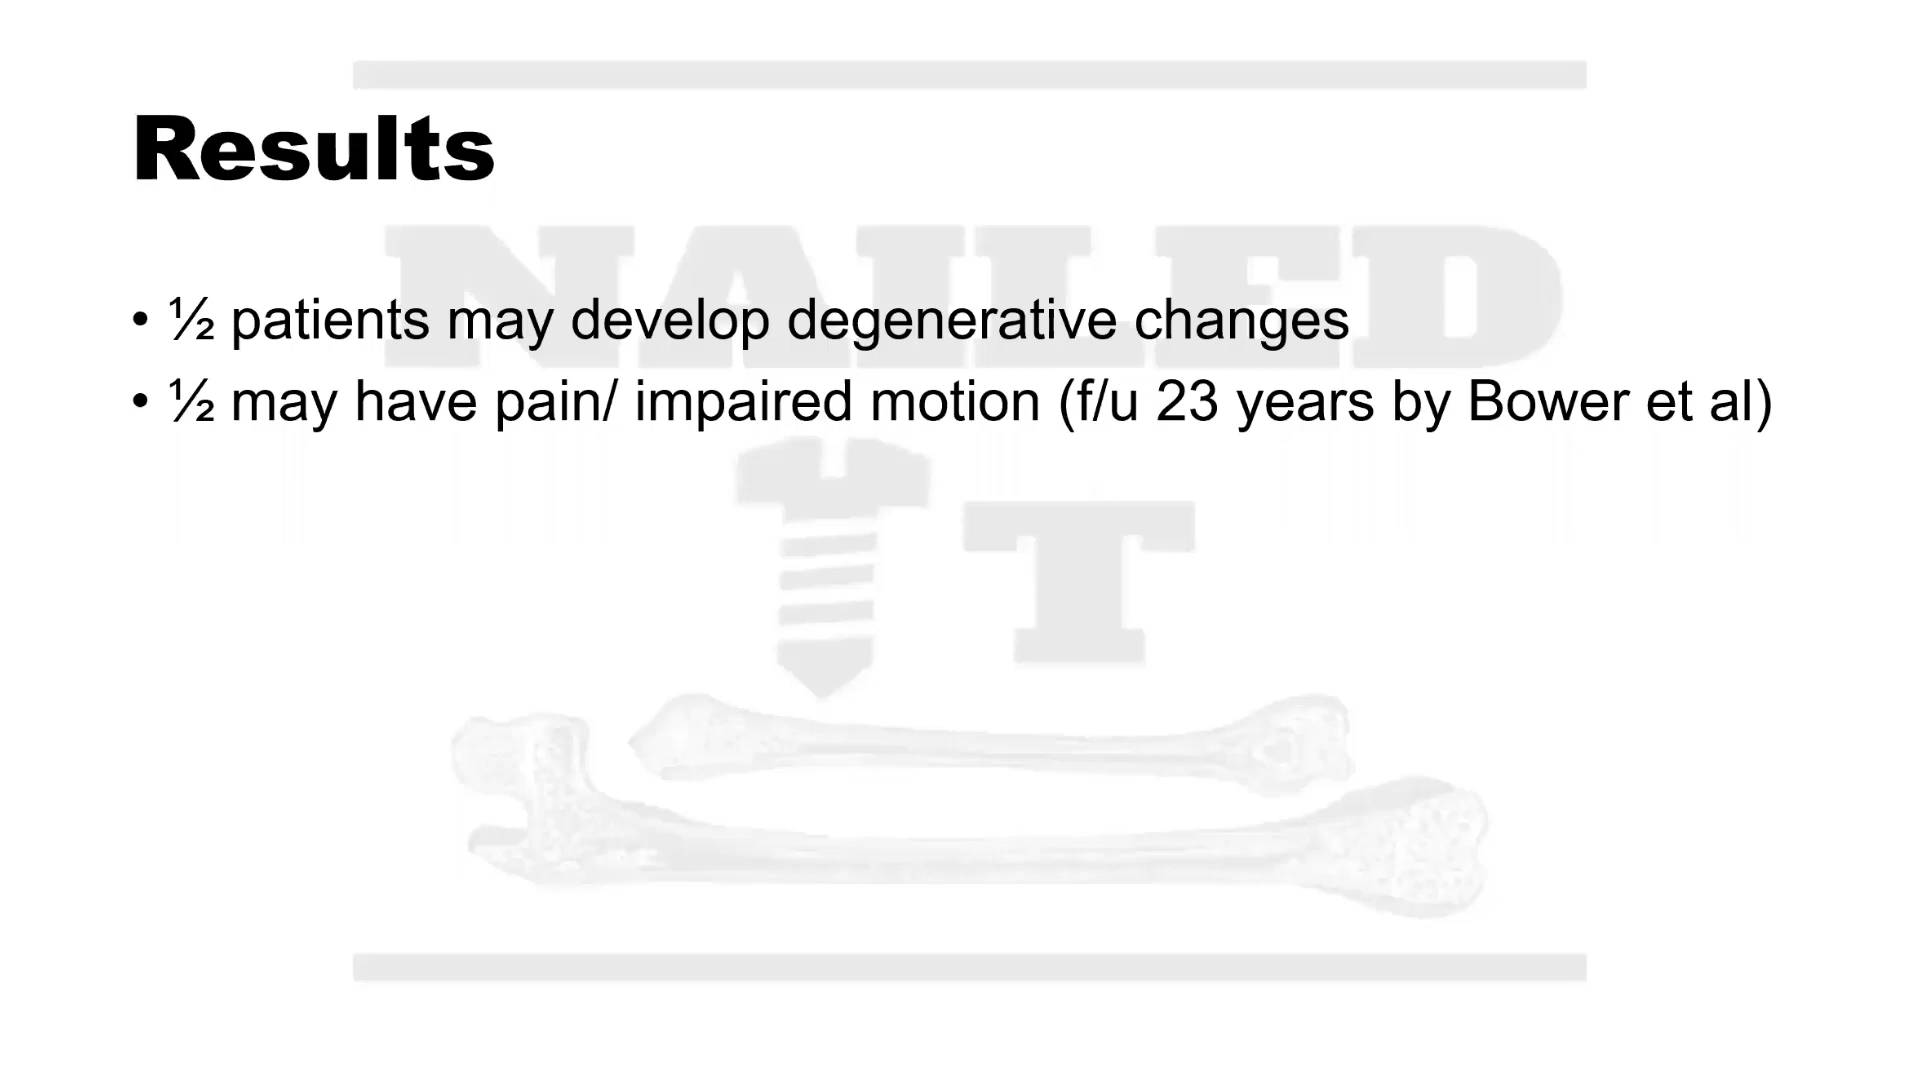 Results
NAILED
• ½ patients may develop degenerative changes
• ½ may have pain/ impaired motion (f/u 23 years by Bower et al)
T